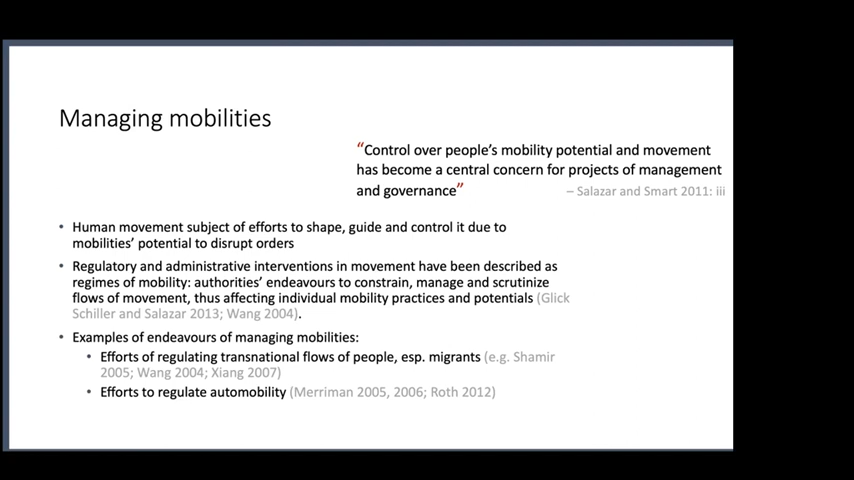 Managing mobilities
“Control over people’s mobility potential and movement
has become a central concern for projects of management
and governance” – Salazar and Smart 2011: iii
• Human movement subject of efforts to shape, guide and control it due to
mobilities’ potential to disrupt orders
• Regulatory and administrative interventions in movement have been described as
regimes of mobility: authorities’ endeavours to constrain, manage and scrutinize
flows of movement, thus affecting individual mobility practices and potentials (Glick
Schiller and Salazar 2013; Wang 2004).
• Examples of endeavours of managing mobilities:
• Efforts of regulating transnational flows of people, esp. migrants (e.g. Shamir
2005; Wang 2004; Xiang 2007)
• Efforts to regulate automobility (Merriman 2005, 2006; Roth 2012)